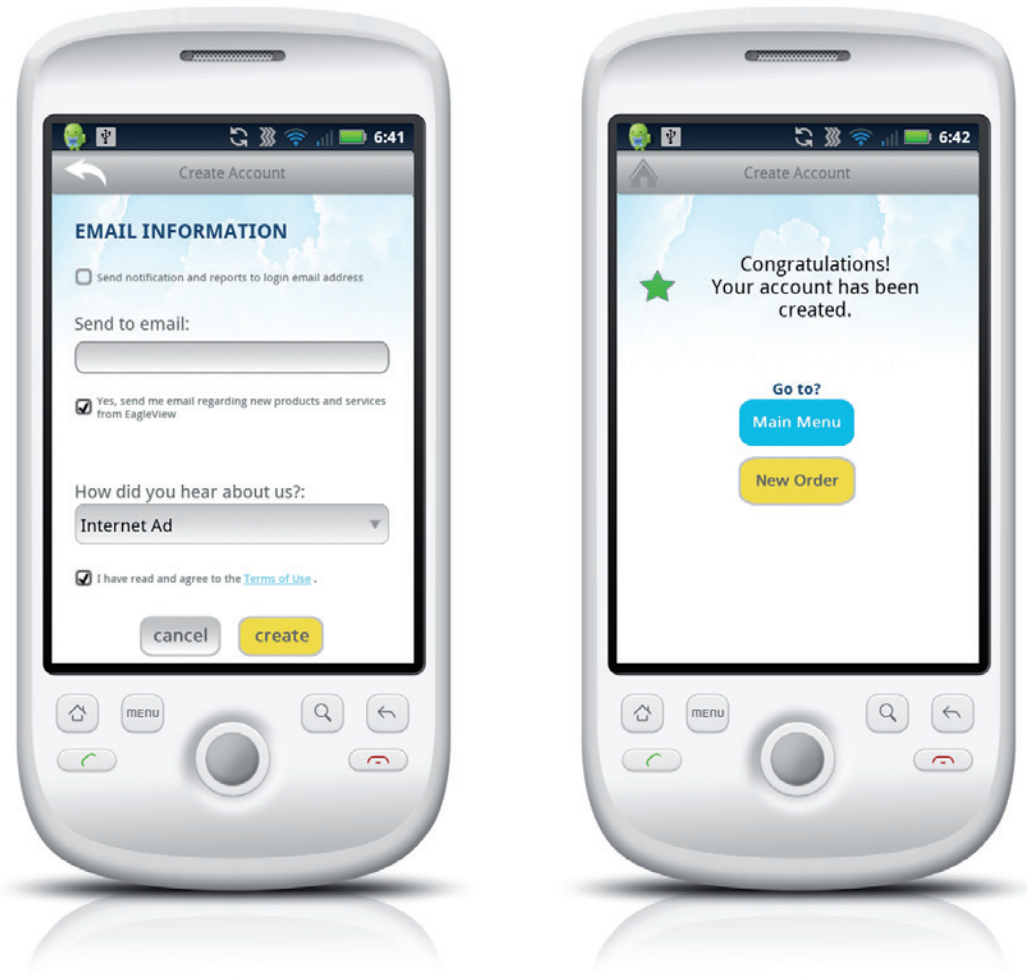 6:41
Create Account
EMAIL INFORMATION
Send notification and reports to login email address
Send to email:
Yes, send me email regarding new products and services
from EagleView
How did you hear about us?:
Internet Ad
I have read and agree to the Terms of Use .
cancel
create
MENU
6:42
Create Account
Congratulations!
Your account has been
created.
Go to?
Main Menu
New Order
MENU